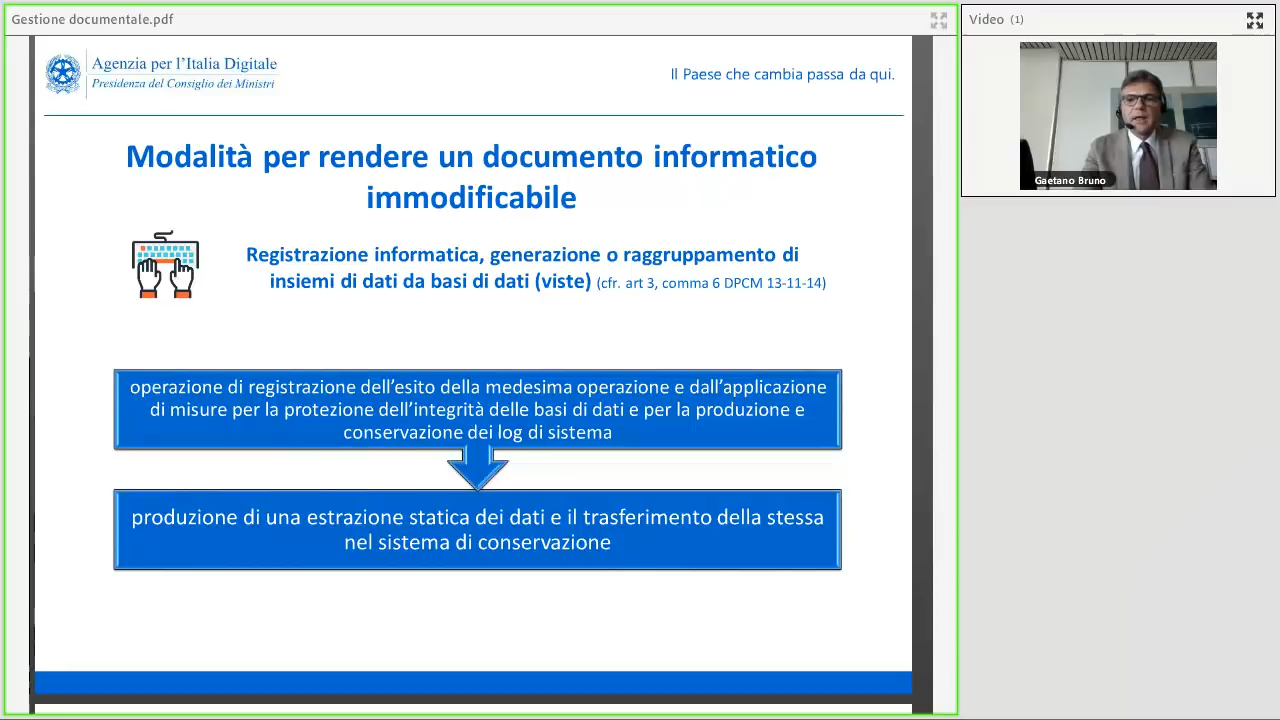 Gestione documentale.pdf
Agenzia per l'Italia Digitale
Presidenza del Consiglio dei Ministri
Il Paese che cambia passa da qui.
Modalità per rendere un documento informatico
immodificabile
Registrazione informatica, generazione o raggruppamento di
insiemi di dati da basi di dati (viste) (cfr. art 3, comma 6 DPCM 13-11-14)
operazione di registrazione dell'esito della medesima operazione e dall'applicazione
di misure per la protezione dell'integrità delle basi di dati e per la produzione e
conservazione dei log di sistema
produzione di una estrazione statica dei dati e il trasferimento della stessa
nel sistema di conservazione
Video (1)
Gaetano Bruno